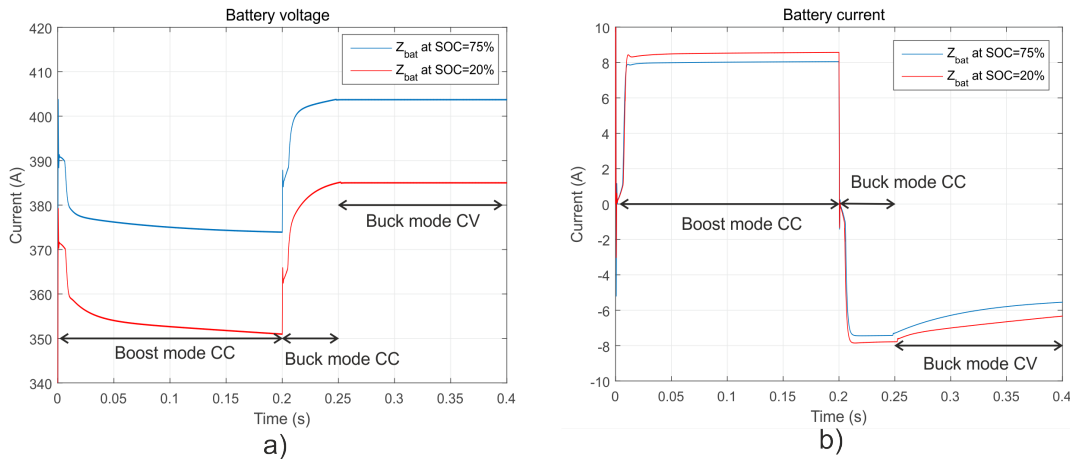 Battery voltage
420
410
400
390
380
370
360
350
340
Current (A)
Z_bat at SOC=75%
Z_bat at SOC=20%
Buck mode CV
Boost mode CC
Buck mode CC
0
0.05
0.1
0.15
0.2
0.25
0.3
0.35
0.4
Time (s)
a)
Battery current
10
8
6
4
2
0
-2
-4
-6
-8
-10
Current (A)
Z_bat at SOC=75%
Z_bat at SOC=20%
Buck mode CC
Boost mode CC
Buck mode CV
0
0.05
0.1
0.15
0.2
0.25
0.3
0.35
0.4
Time (s)
b)